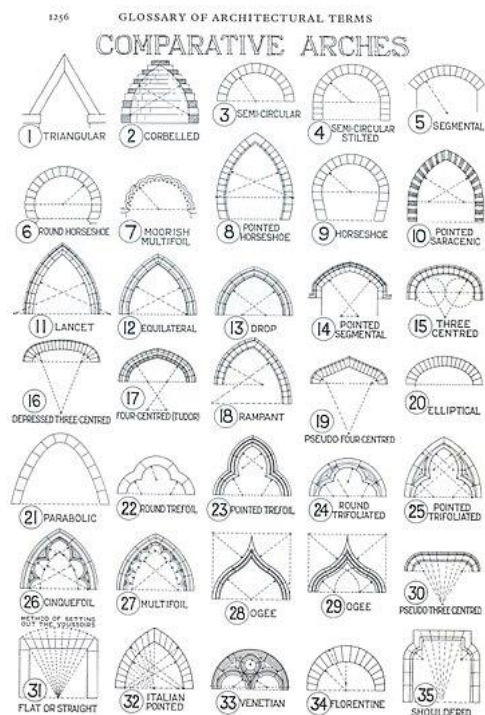 1256 GLOSSARY OF ARCHITECTURAL TERMS
COMPARATIVE ARCHES
1 TRIANGULAR
2 CORBELLED
3 SEMI-CIRCULAR
4 SEMI-CIRCULAR
STILTED
5 SEGMENTAL
6 ROUND HORSESHOE
7 MOORISH
MULTIFOIL
8 POINTED
HORSESHOE
9 HORSESHOE
10 POINTED
SARACENIC
11 LANCET
12 EQUILATERAL
13 DROP
14 POINTED
SEGMENTAL
15 THREE
CENTRED
16
DEPRESSED THREE-CENTRED
17
FOUR-CENTRED (TUDOR)
18 RAMPANT
19
PSEUDO FOUR-CENTRED
20 ELLIPTICAL
21 PARABOLIC
22 ROUND TREFOIL
23 POINTED TREFOIL
24 ROUND
TRIFOLIATED
25 POINTED
TRIFOLIATED
26 CINQUEFOIL
27 MULTIFOIL
28 OGEE
29 OGEE
30
PSEUDO-THREE CENTRED
METHOD OF SETTING
OUT THE VOUSSOIRS
31
FLAT OR STRAIGHT
32 ITALIAN
POINTED
33 VENETIAN
34 FLORENTINE
35
SHOULDERED